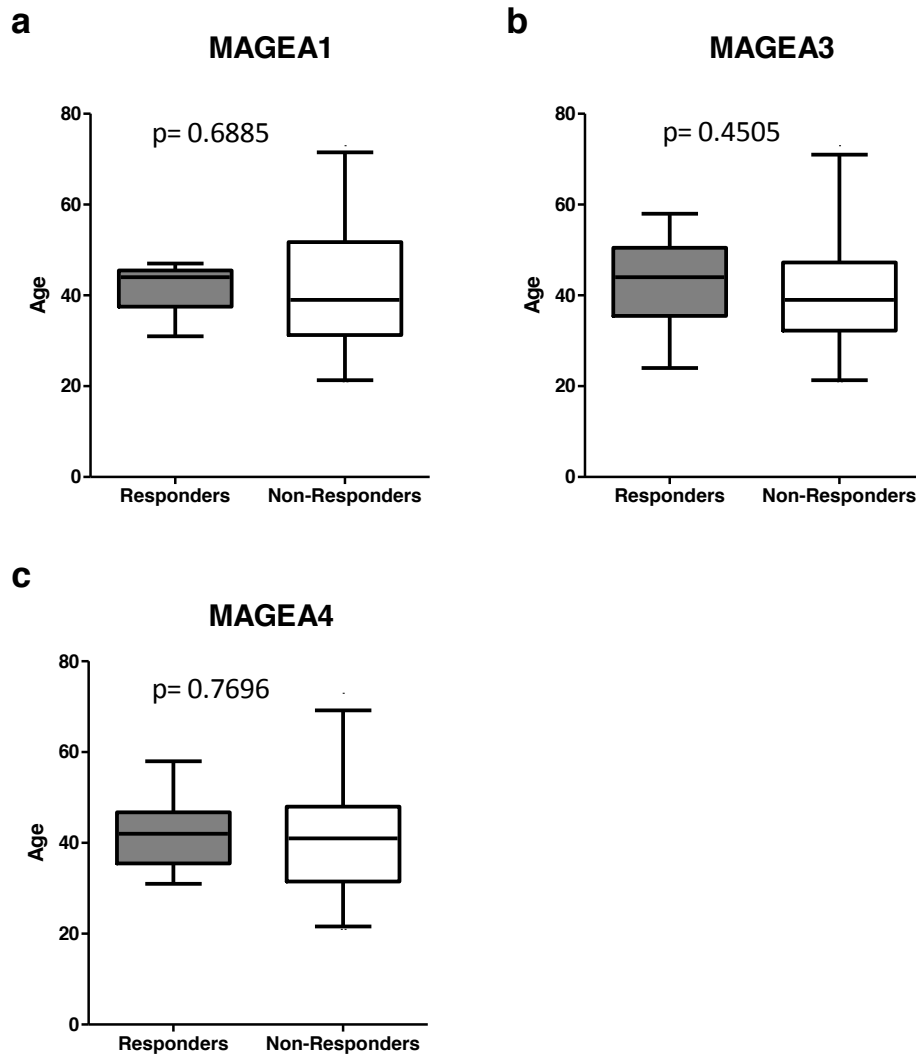 a
MAGEA1
p= 0.6885
80
60
40
20
0
Age
Responders
Non-Responders
b
MAGEA3
p= 0.4505
80
60
40
20
0
Age
Responders
Non-Responders
c
MAGEA4
p= 0.7696
80
60
40
20
0
Age
Responders
Non-Responders